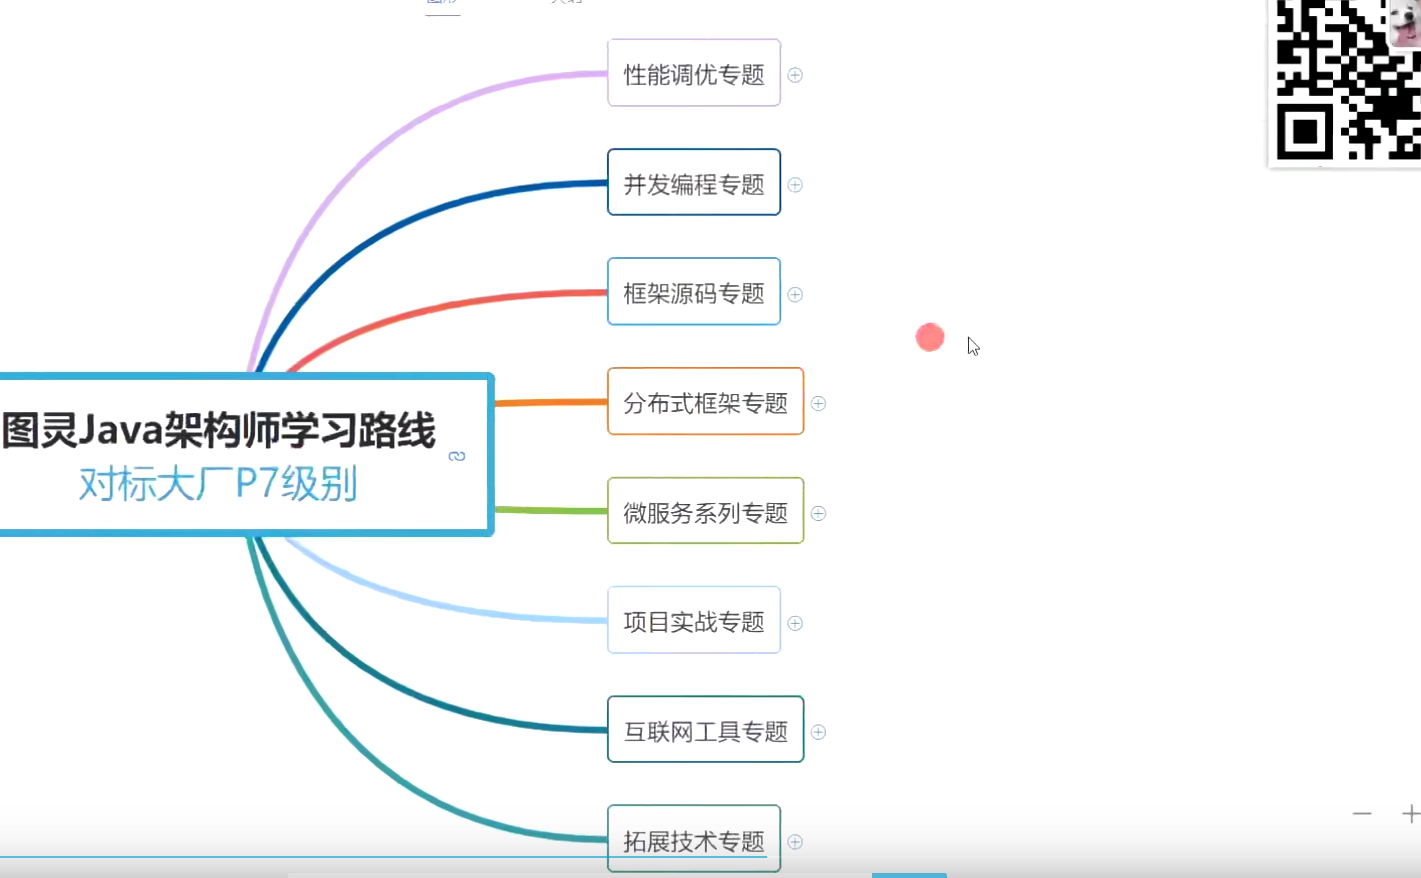 性能调优专题
并发编程专题
框架源码专题
分布式框架专题
图灵Java架构师学习路线
对标大厂P7级别
微服务系列专题
项目实战专题
互联网工具专题
拓展技术专题